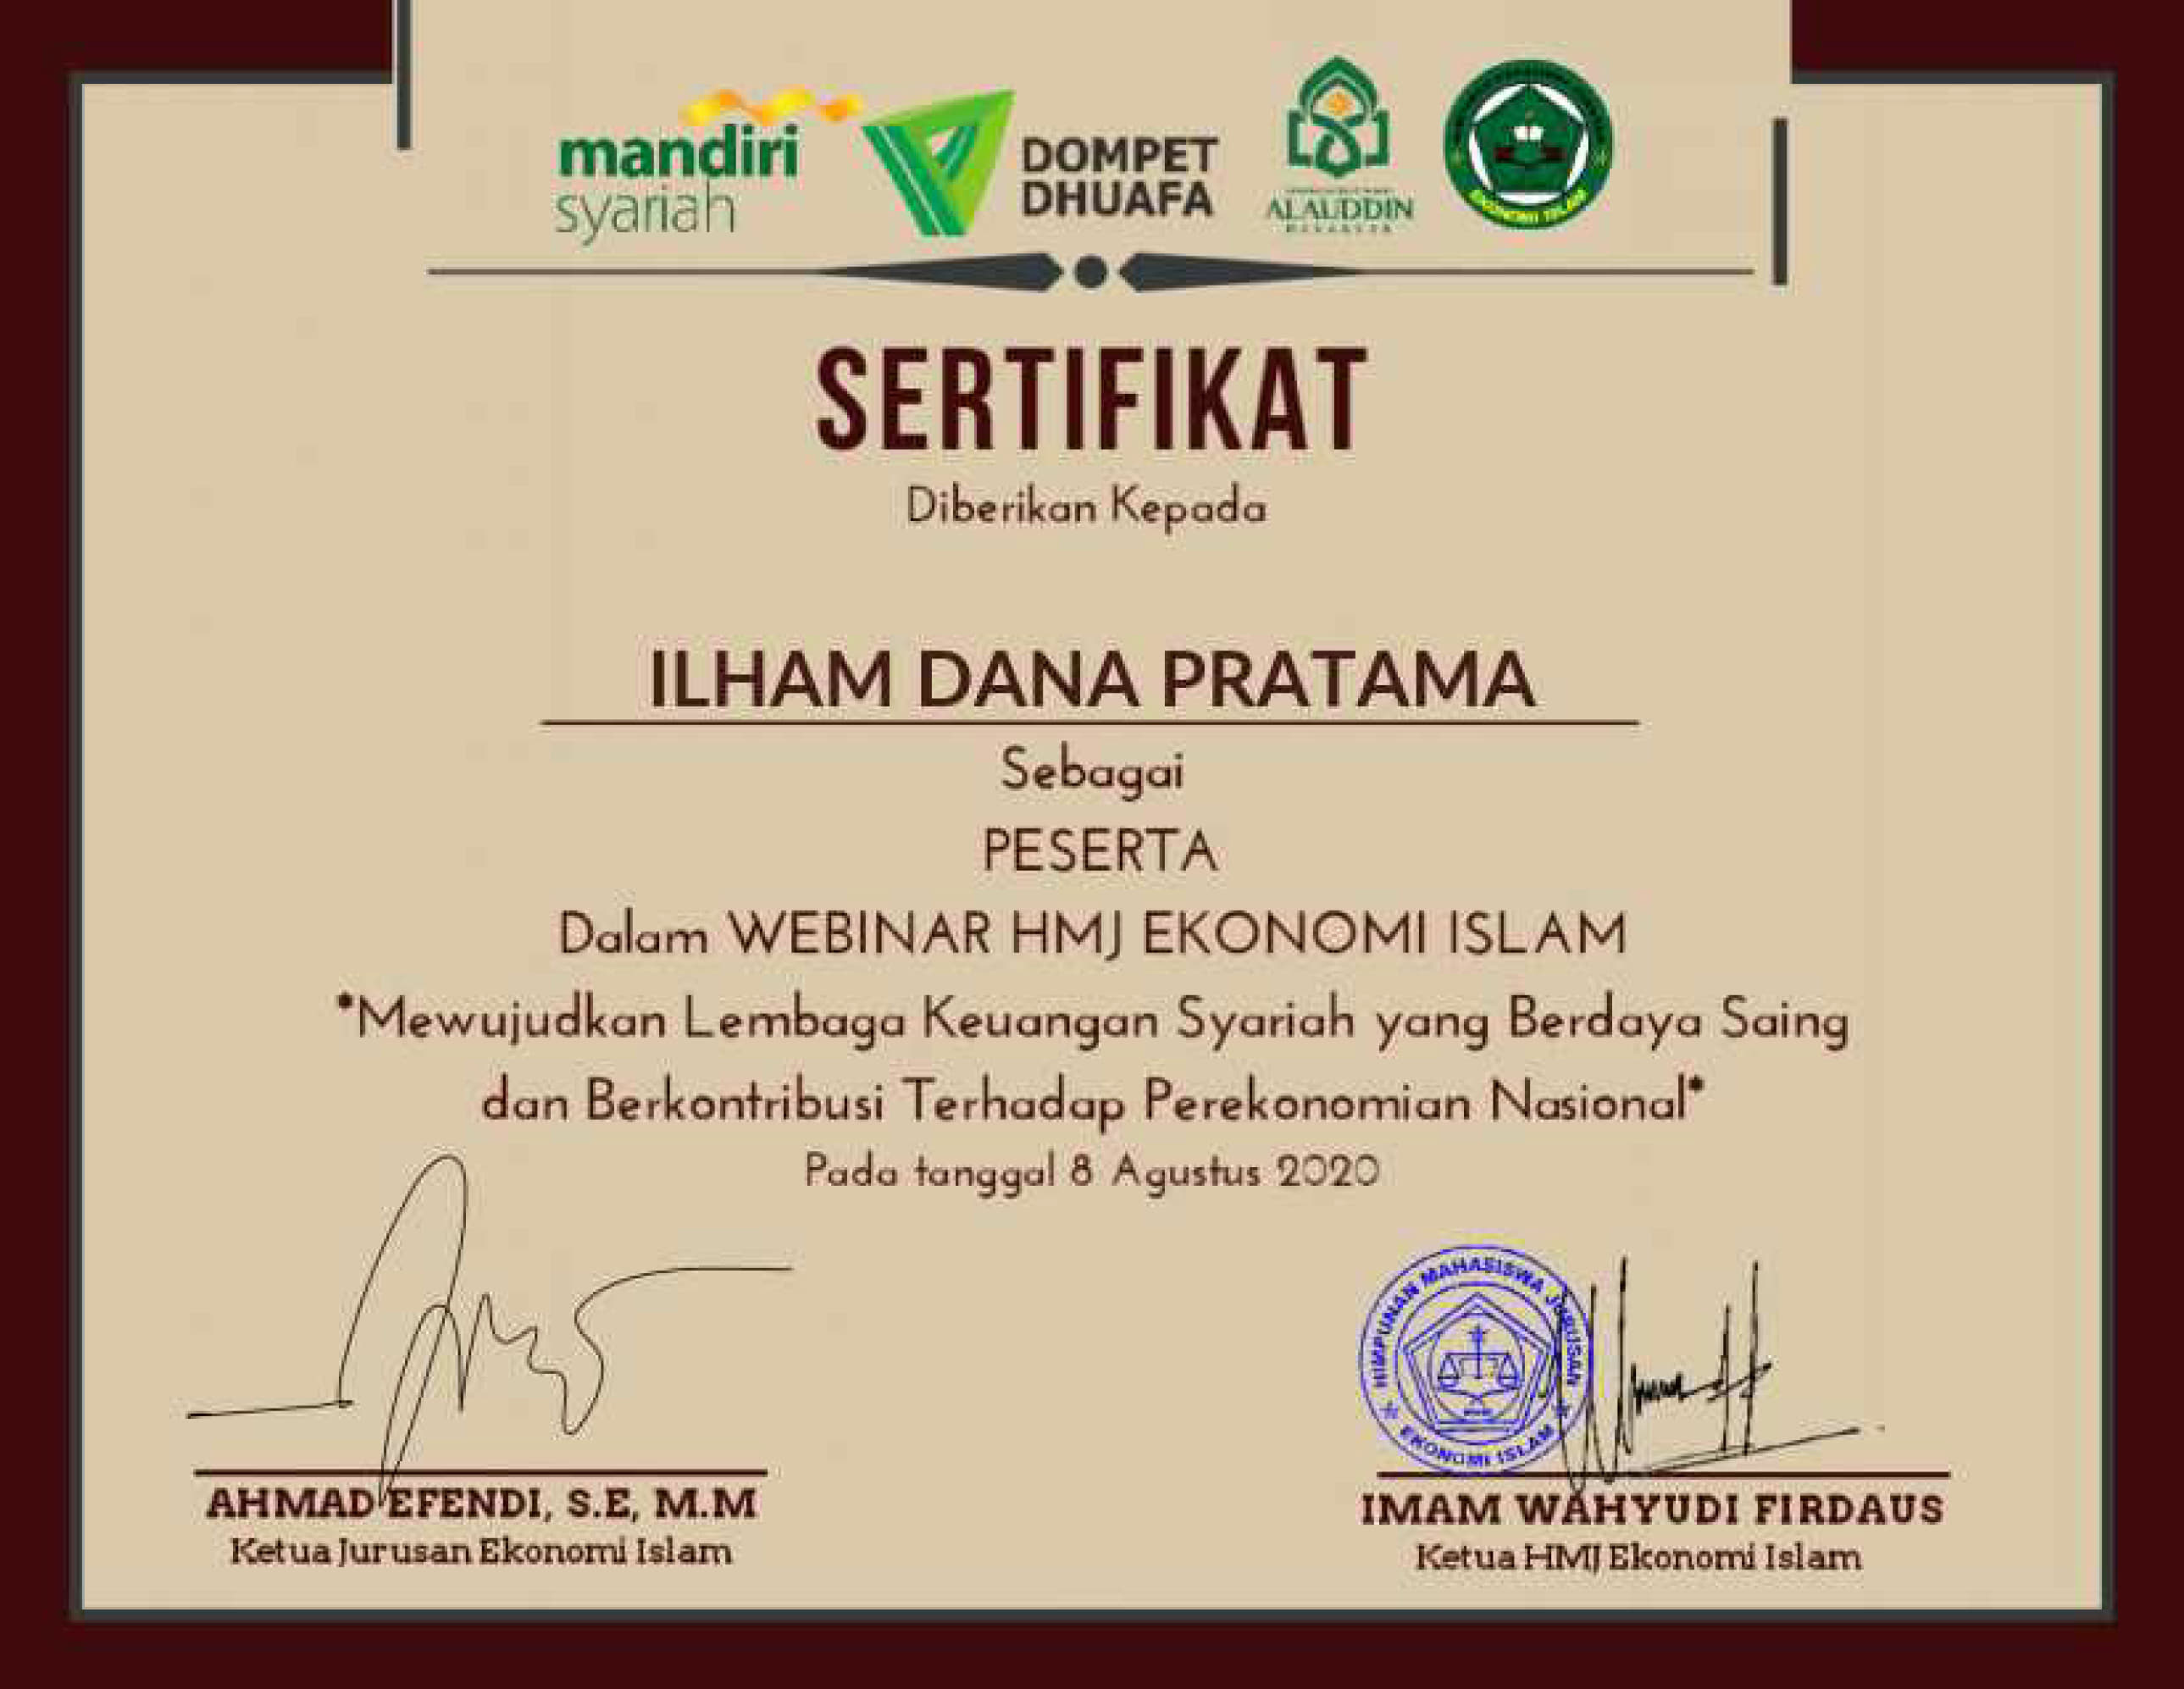 mandiri
syariah
DOMPET
DHUAFA
ALAUDDIN
EKONOMI ISLAM
SERTIFIKAT
Diberikan Kepada
ILHAM DANA PRATAMA
Sebagai
PESERTA
Dalam WEBINAR HMJ EKONOMI ISLAM
"Mewujudkan Lembaga Keuangan Syariah yang Berdaya Saing
dan Berkontribusi Terhadap Perekonomian Nasional"
Pada tanggal 8 Agustus 2020
HIMPUNAN MAHASISWA JURUSAN
EKONOMI ISLAM
AHMAD EFENDI, S.E, M.M
Ketua Jurusan Ekonomi Islam
IMAM WAHYUDI FIRDAUS
Ketua HMJ Ekonomi Islam